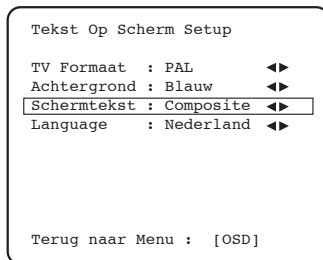 Tekst Op Scherm Setup
TV Formaat : PAL ◄►
Achtergrond : Blauw ◄►
Schermtekst : Composite ◄►
Language : Nederland ◄►
Terug naar Menu : [OSD]